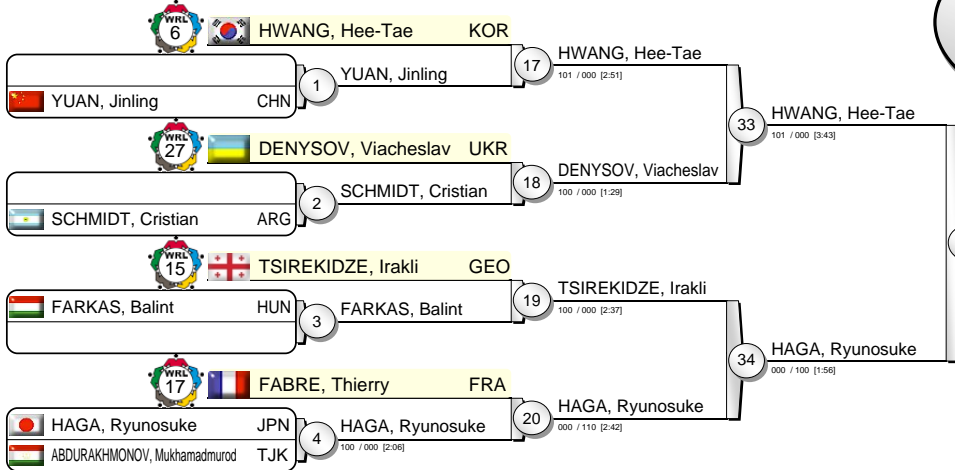 WRL
6
HWANG, Hee-Tae KOR
YUAN, Jinling CHN
1
YUAN, Jinling
17
HWANG, Hee-Tae
101 / 000 [2:51]
WRL
27
DENYSOV, Viacheslav UKR
SCHMIDT, Cristian ARG
2
SCHMIDT, Cristian
18
DENYSOV, Viacheslav
100 / 000 [1:29]
33
HWANG, Hee-Tae
101 / 000 [3:43]
WRL
15
TSIREKIDZE, Irakli GEO
FARKAS, Balint HUN
3
FARKAS, Balint
19
TSIREKIDZE, Irakli
100 / 000 [2:37]
WRL
17
FABRE, Thierry FRA
HAGA, Ryunosuke JPN
ABDURAKHMONOV, Mukhamadmurod TJK
4
HAGA, Ryunosuke
100 / 000 [2:06]
20
HAGA, Ryunosuke
000 / 110 [2:42]
34
HAGA, Ryunosuke
000 / 100 [1:56]